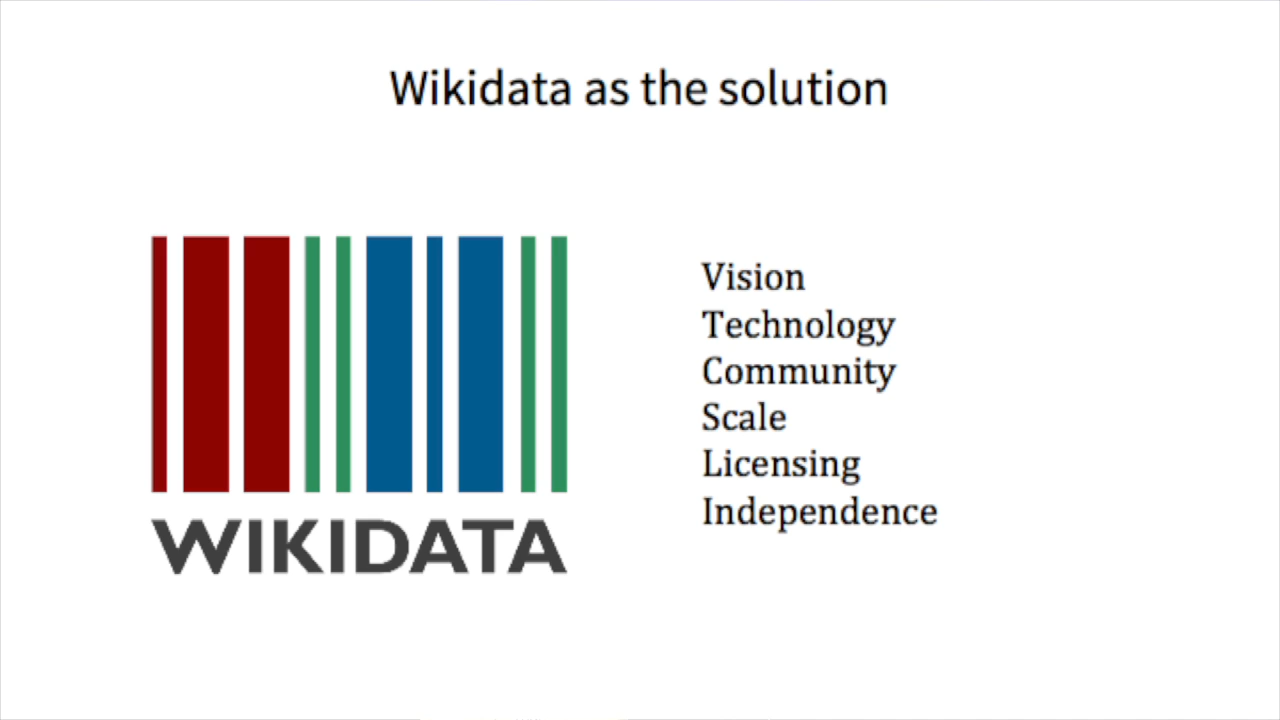 Wikidata as the solution
WIKIDATA
Vision
Technology
Community
Scale
Licensing
Independence